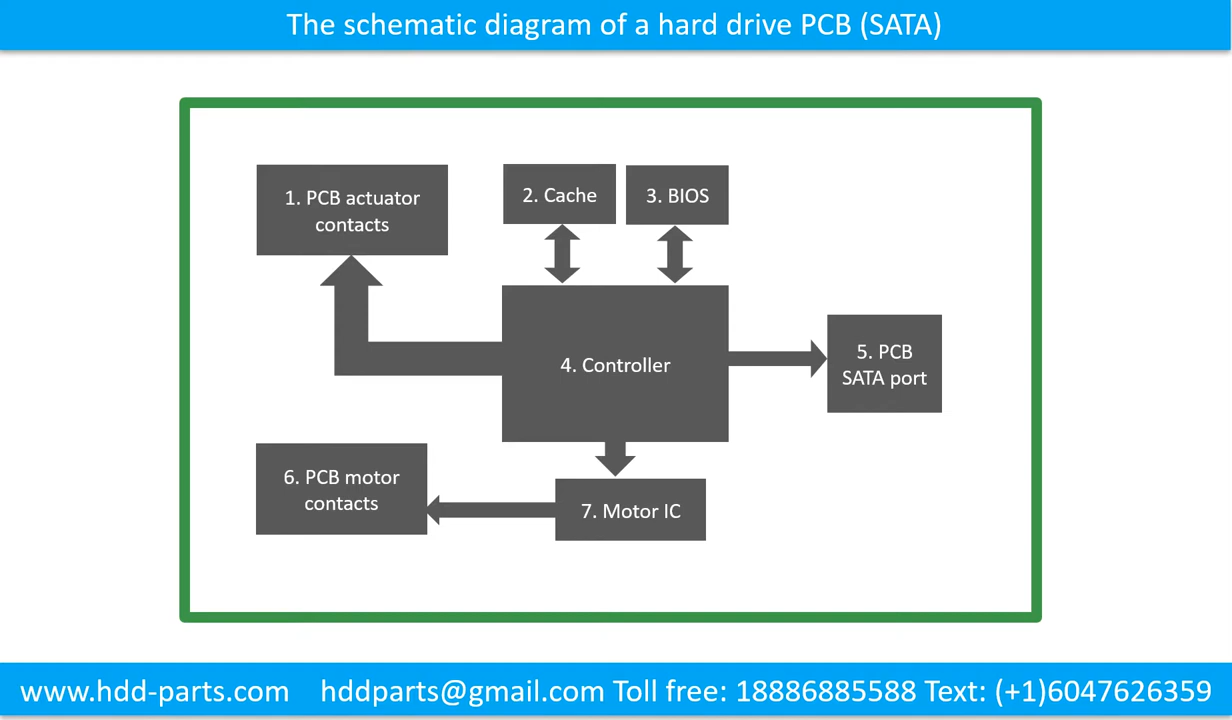 The schematic diagram of a hard drive PCB (SATA)
1. PCB actuator
contacts
2. Cache
3. BIOS
4. Controller
5. PCB
SATA port
6. PCB motor
contacts
7. Motor IC
www.hdd-parts.com hddparts@gmail.com Toll free: 18886885588 Text: (+1)6047626359